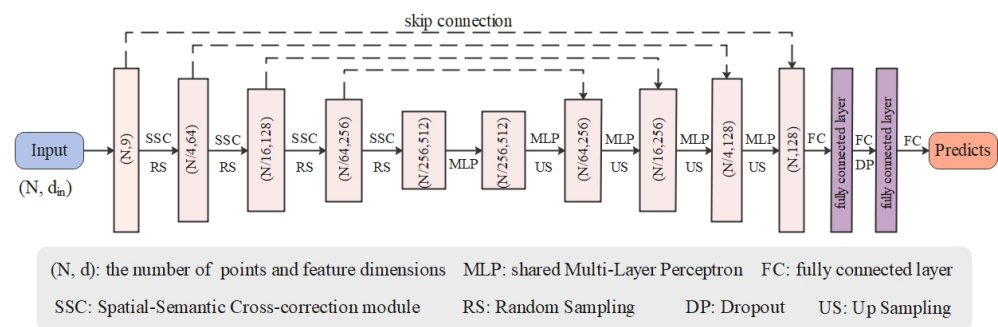 skip connection
Input
(N, din)
(N,9)
SSC
RS
(N/4,64)
SSC
RS
(N/16,128)
SSC
RS
(N/64,256)
SSC
RS
(N/256,512)
MLP
(N/256,512)
MLP
US
(N/64,256)
MLP
US
(N/16,256)
MLP
US
(N/4,128)
MLP
US
(N,128)
FC
fully connected layer
FC
DP
fully connected layer
FC
Predicts
(N, d): the number of points and feature dimensions MLP: shared Multi-Layer Perceptron FC: fully connected layer
SSC: Spatial-Semantic Cross-correction module RS: Random Sampling DP: Dropout US: Up Sampling